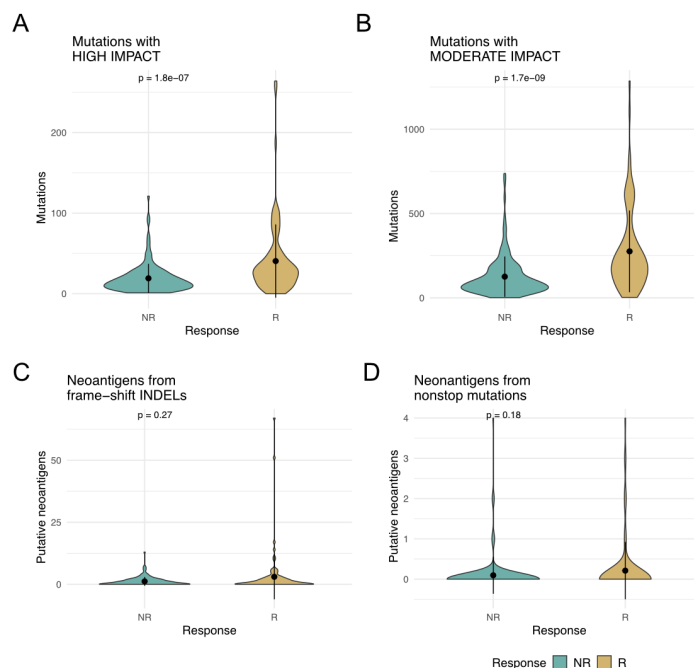 A
Mutations with
HIGH IMPACT
p = 1.8e−07
200
100
0
Mutations
NR
R
Response
B
Mutations with
MODERATE IMPACT
p = 1.7e−09
1000
500
0
Mutations
NR
R
Response
C
Neoantigens from
frame−shift INDELs
p = 0.27
50
25
0
Putative neoantigens
NR
R
Response
D
Neoantigens from
nonstop mutations
p = 0.18
4
3
2
1
0
Putative neoantigens
NR
R
Response
Response NR R